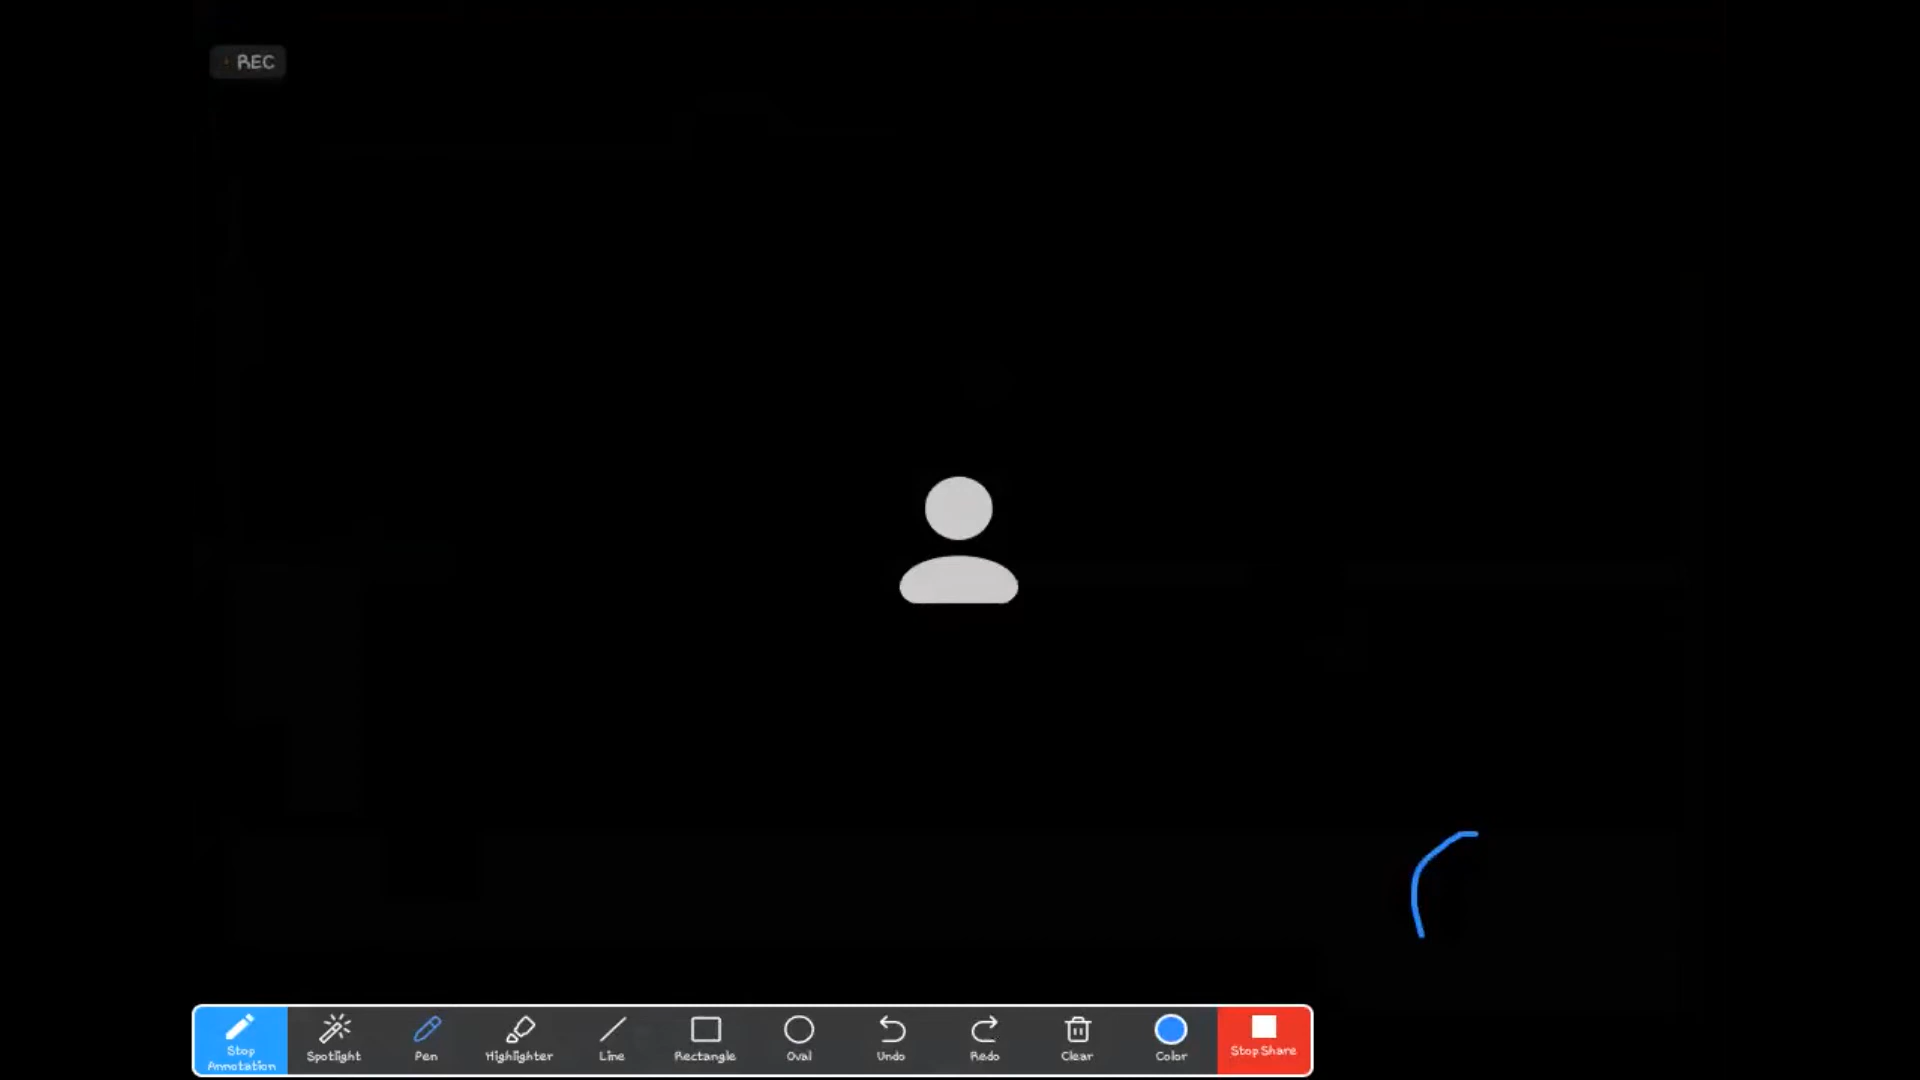 REC
Stop
Annotation
Spotlight
Pen
Highlighter
Line
Rectangle
Oval
Undo
Redo
Clear
Color
Stop Share